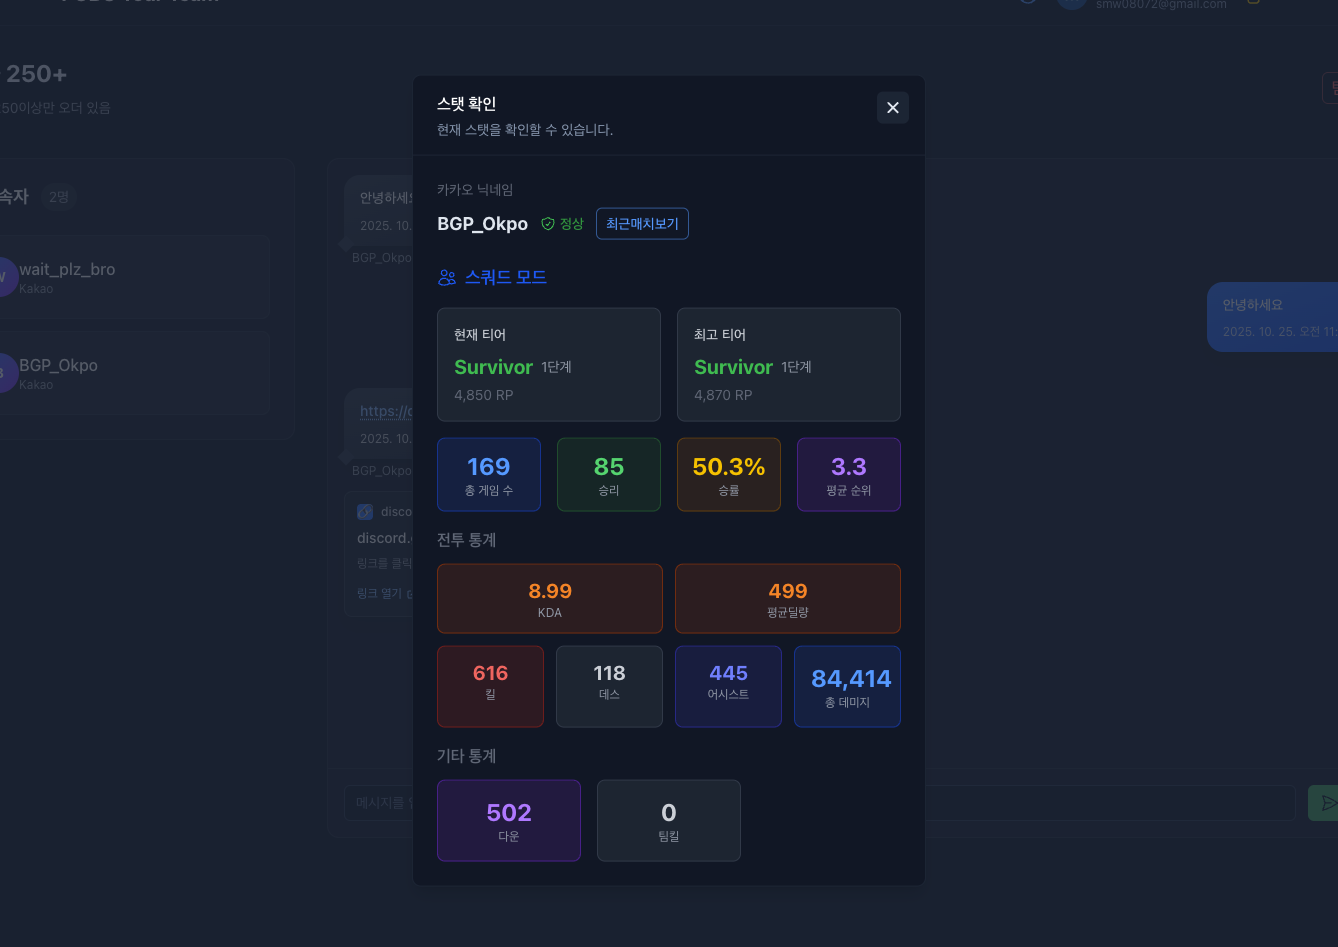 smw08072@gmail.com
250+
50이상만 오더 있음
속자 2명
wait_plz_bro
Kakao
BGP_Okpo
Kakao
안녕하세요
2025. 10.
BGP_Okpo
https://d
2025. 10.
BGP_Okpo
disco
discord.
링크를 클릭
링크 열기
메시지를
안녕하세요
2025. 10. 25. 오전 11:
스탯 확인
현재 스탯을 확인할 수 있습니다.
카카오 닉네임
BGP_Okpo 정상 최근매치보기
스쿼드 모드
현재 티어
Survivor 1단계
4,850 RP
최고 티어
Survivor 1단계
4,870 RP
169
총 게임 수
85
승리
50.3%
승률
3.3
평균 순위
전투 통계
8.99
KDA
499
평균딜량
616
킬
118
데스
445
어시스트
84,414
총 데미지
기타 통계
502
다운
0
팀킬